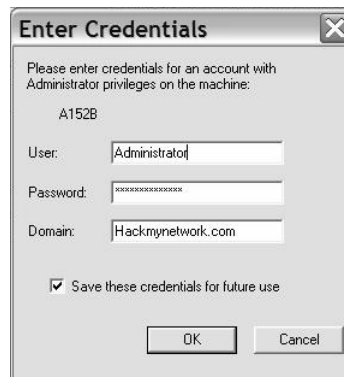 Enter Credentials
Please enter credentials for an account with
Administrator privileges on the machine:
A152B
User: Administrator
Password: **************
Domain: Hackmynetwork.com
Save these credentials for future use
OK Cancel